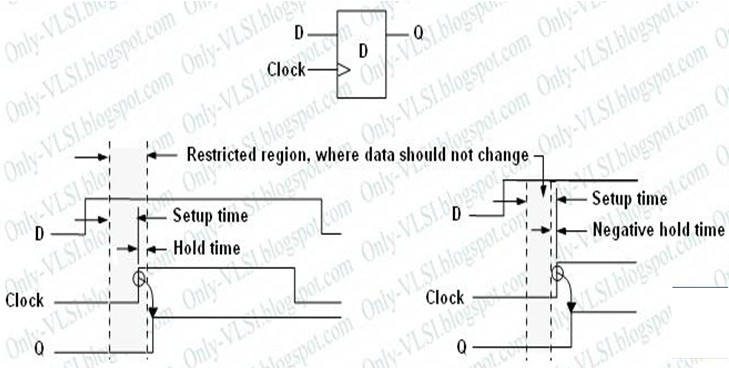 D
Q
D
Clock
Restricted region, where data should not change
Setup time
D
Hold time
Clock
Q
Setup time
D
Negative hold time
Clock
Q
Only-VLSI.blogspot.com